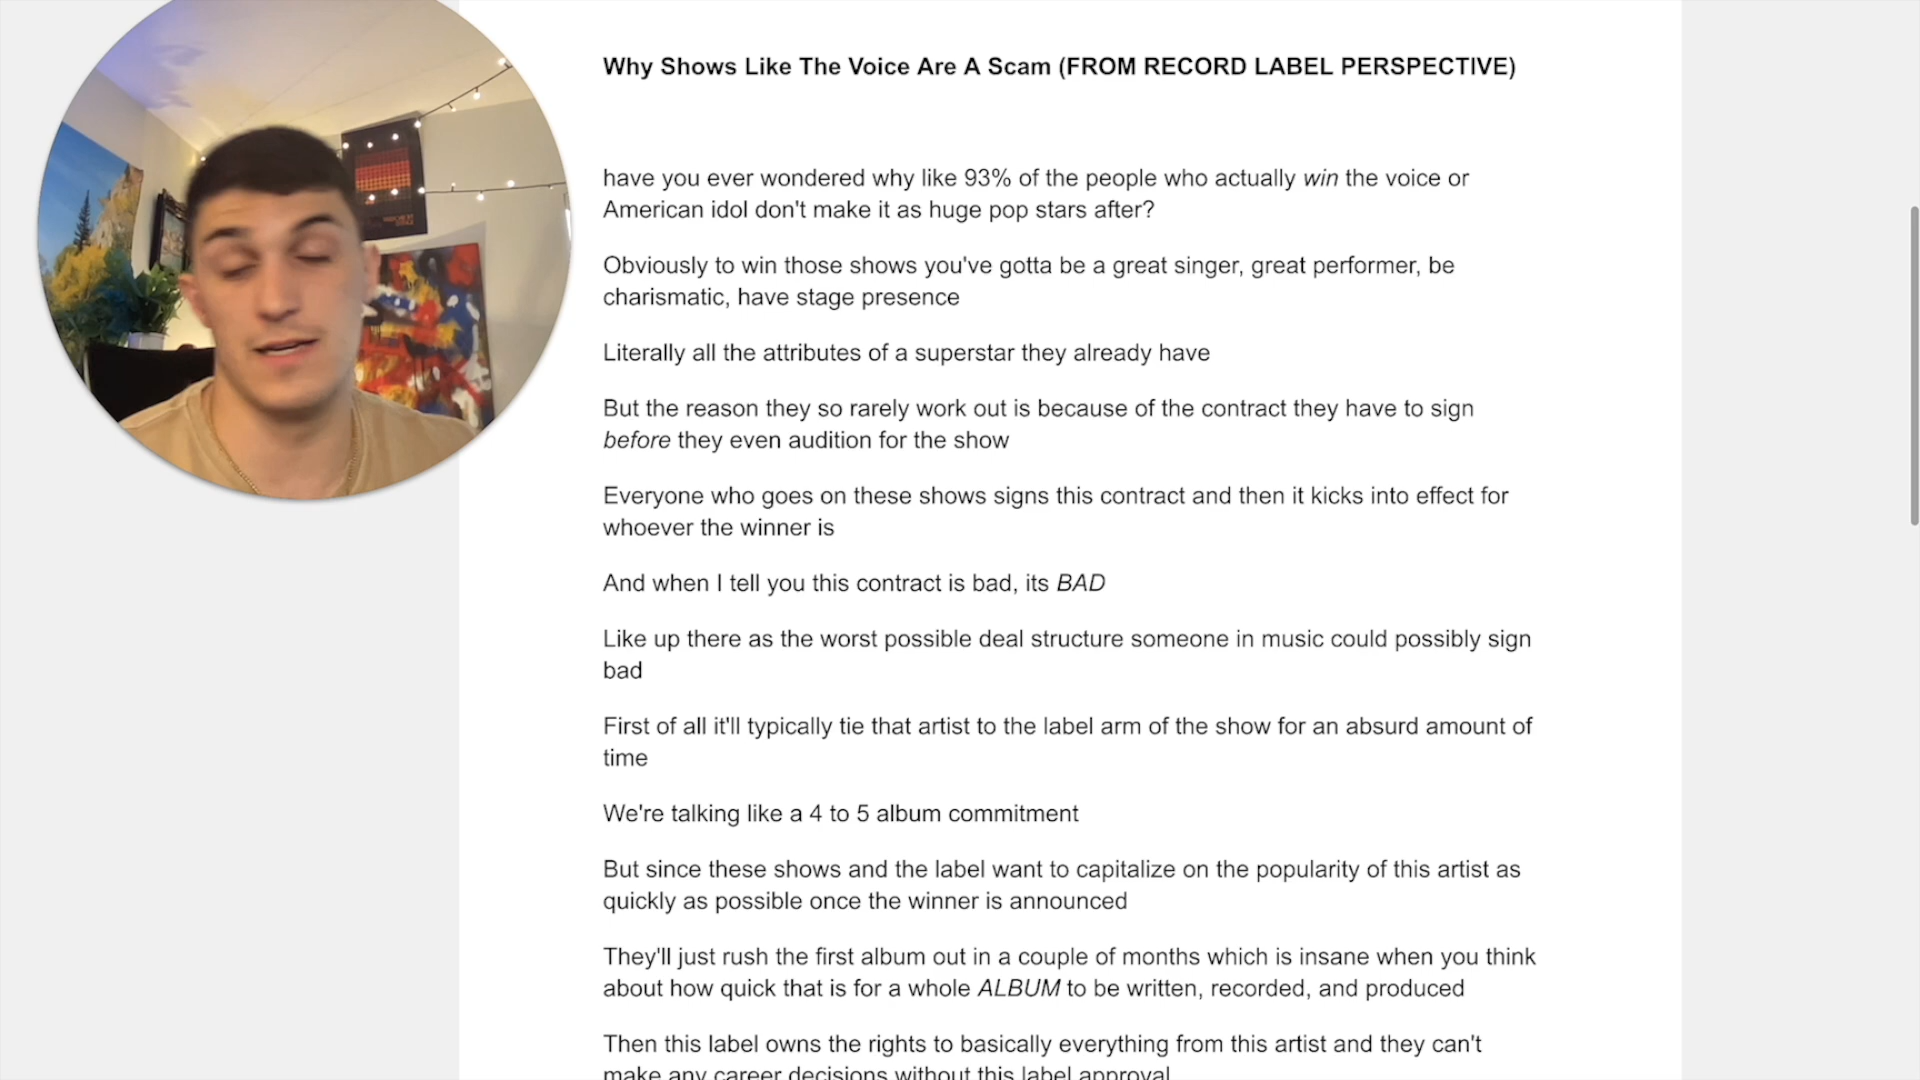 Why Shows Like The Voice Are A Scam (FROM RECORD LABEL PERSPECTIVE)
have you ever wondered why like 93% of the people who actually win the voice or
American idol don't make it as huge pop stars after?
Obviously to win those shows you've gotta be a great singer, great performer, be
charismatic, have stage presence
Literally all the attributes of a superstar they already have
But the reason they so rarely work out is because of the contract they have to sign
before they even audition for the show
Everyone who goes on these shows signs this contract and then it kicks into effect for
whoever the winner is
And when I tell you this contract is bad, its BAD
Like up there as the worst possible deal structure someone in music could possibly sign
bad
First of all it'll typically tie that artist to the label arm of the show for an absurd amount of
time
We're talking like a 4 to 5 album commitment
But since these shows and the label want to capitalize on the popularity of this artist as
quickly as possible once the winner is announced
They'll just rush the first album out in a couple of months which is insane when you think
about how quick that is for a whole ALBUM to be written, recorded, and produced
Then this label owns the rights to basically everything from this artist and they can't
make any career decisions without this label approval